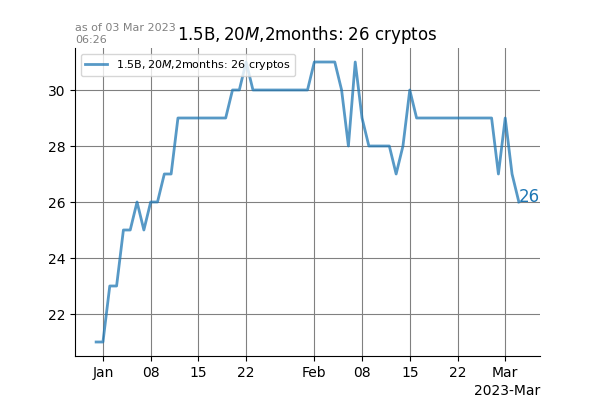 as of 03 Mar 2023
06:26
1.5B, 20M,2months: 26 cryptos
1.5B, 20M,2months: 26 cryptos
30
28
26
24
22
26
Jan 08 15 22 Feb 08 15 22 Mar
2023-Mar